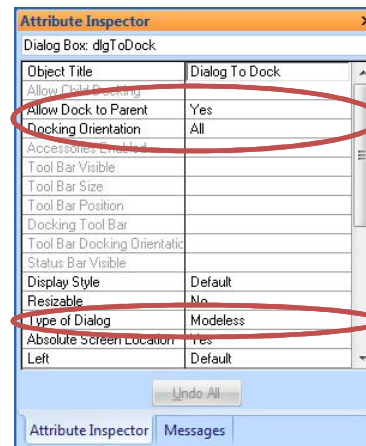 Attribute Inspector
Dialog Box: dlgToDock
Object Title Dialog To Dock
Allow Child Docking
Allow Dock to Parent Yes
Docking Orientation All
Accessories Enabled
Tool Bar Visible
Tool Bar Size
Tool Bar Position
Docking Tool Bar
Tool Bar Docking Orientatic
Status Bar Visible
Display Style Default
Resizable No
Type of Dialog Modeless
Absolute Screen Location Yes
Left Default
Undo All
Attribute Inspector Messages